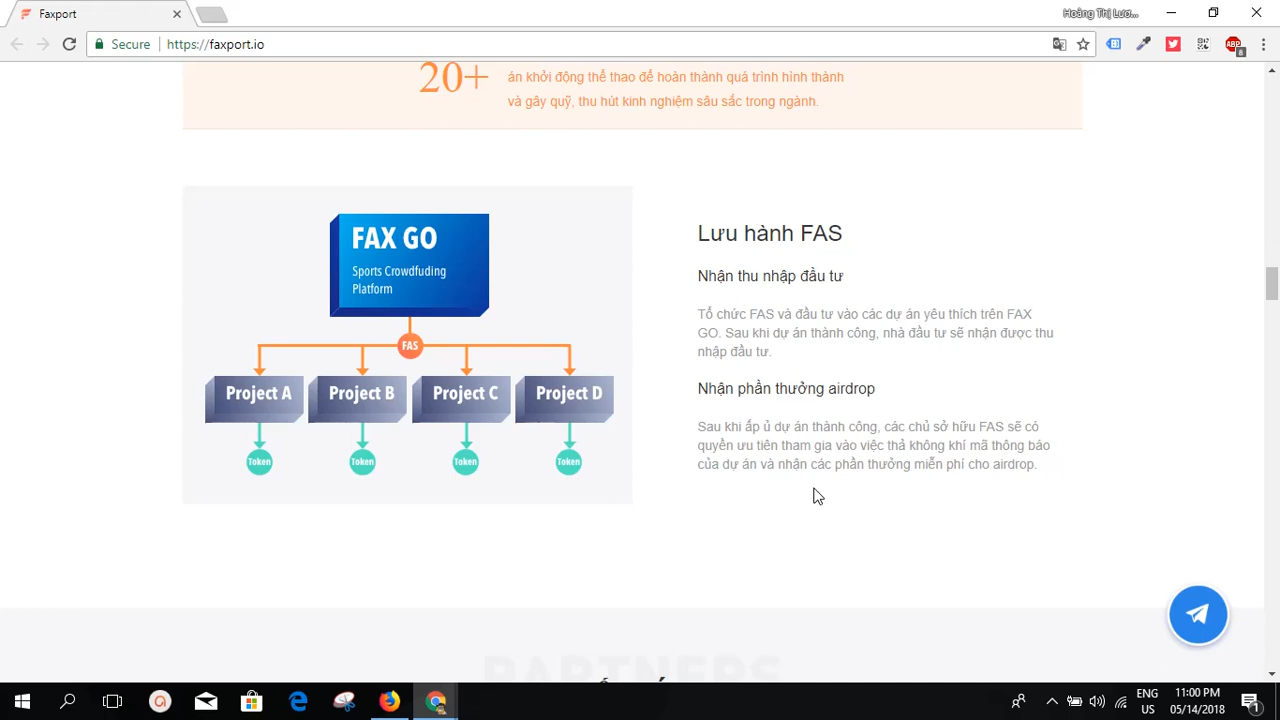 Faxport
Hoàng Thị Lươ...
Secure
https://faxport.io
ABP
8
20+
án khởi động thể thao để hoàn thành quá trình hình thành
và gây quỹ, thu hút kinh nghiệm sâu sắc trong ngành.
FAX GO
Sports Crowdfuding
Platform
FAS
Project A
Project B
Project C
Project D
Token
Token
Token
Token
Lưu hành FAS
Nhận thu nhập đầu tư
Tổ chức FAS và đầu tư vào các dự án yêu thích trên FAX
GO. Sau khi dự án thành công, nhà đầu tư sẽ nhận được thu
nhập đầu tư.
Nhận phần thưởng airdrop
Sau khi ấp ủ dự án thành công, các chủ sở hữu FAS sẽ có
quyền ưu tiên tham gia vào việc thả không khí mã thông báo
của dự án và nhận các phần thưởng miễn phí cho airdrop.
PARTNERS
ENG
US
11:00 PM
05/14/2018
1